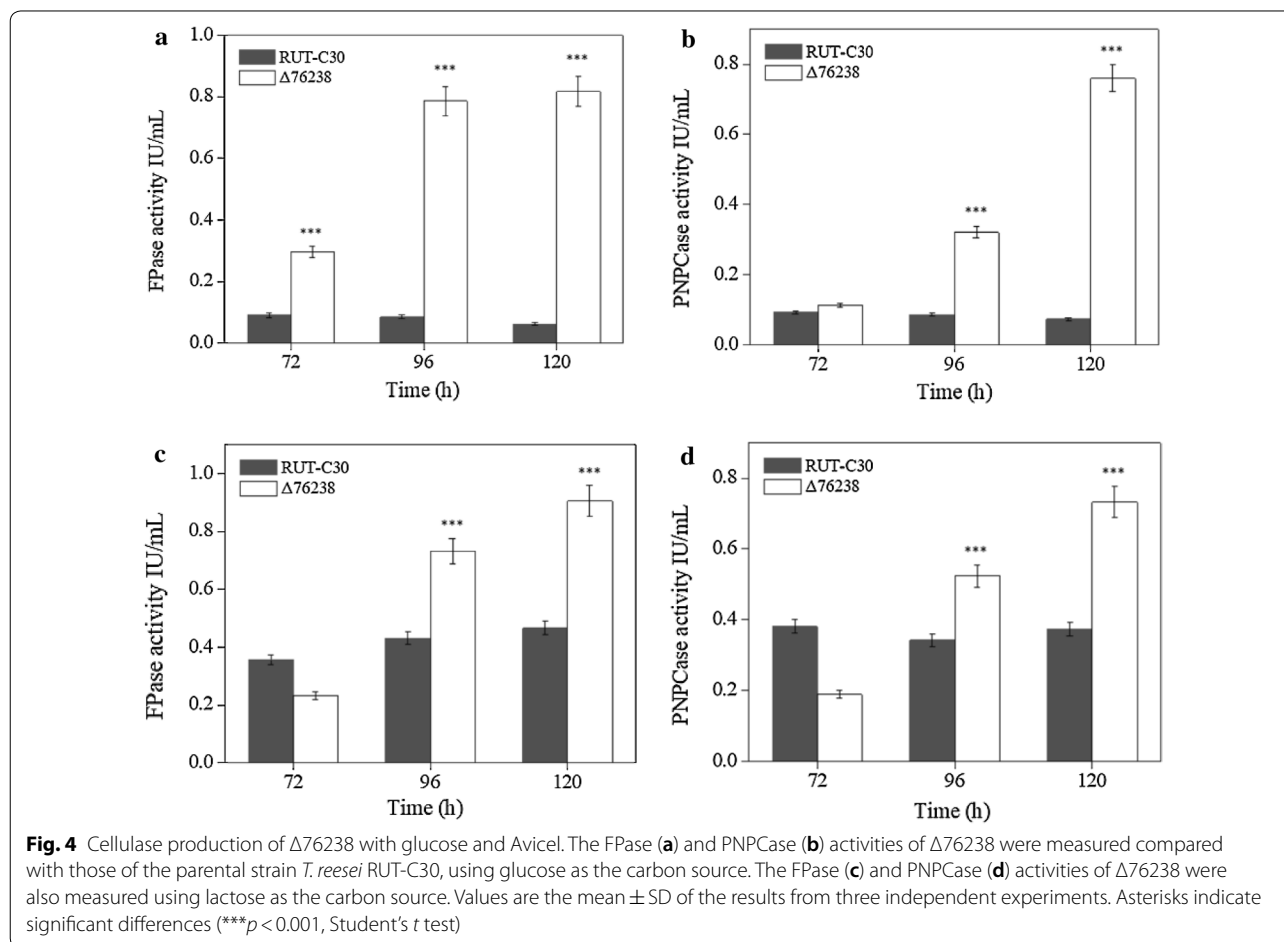 a
RUT-C30
Δ76238
FPase activity IU/mL
1.0
0.8
0.6
0.4
0.2
0.0
***
***
***
72
96
120
Time (h)
b
RUT-C30
Δ76238
PNPCase activity IU/mL
0.8
0.6
0.4
0.2
0.0
***
***
72
96
120
Time (h)
c
RUT-C30
Δ76238
FPase activity IU/mL
1.0
0.8
0.6
0.4
0.2
0.0
***
***
72
96
120
Time (h)
d
RUT-C30
Δ76238
PNPCase activity IU/mL
0.8
0.6
0.4
0.2
0.0
***
***
72
96
120
Time (h)
Fig. 4 Cellulase production of Δ76238 with glucose and Avicel. The FPase (a) and PNPCase (b) activities of Δ76238 were measured compared
with those of the parental strain T. reesei RUT-C30, using glucose as the carbon source. The FPase (c) and PNPCase (d) activities of Δ76238 were
also measured using lactose as the carbon source. Values are the mean ± SD of the results from three independent experiments. Asterisks indicate
significant differences (***p < 0.001, Student's t test)